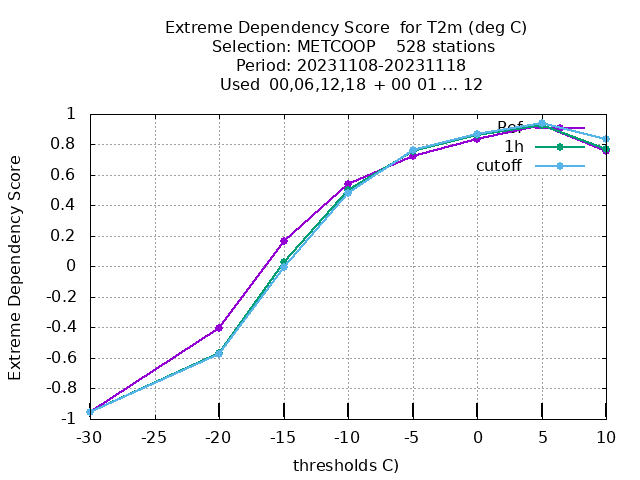 Extreme Dependency Score  for T2m (deg C)
Selection: METCOOP    528 stations
Period: 20231108-20231118
Used  00,06,12,18  + 00 01 ... 12
Extreme Dependency Score
1
0.8
0.6
0.4
0.2
0
-0.2
-0.4
-0.6
-0.8
-1
Ref
1h
cutoff
-30
-25
-20
-15
-10
-5
0
5
10
thresholds C)